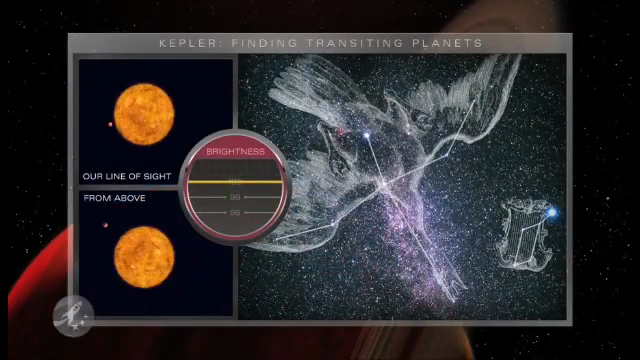 KEPLER: FINDING TRANSITING PLANETS
BRIGHTNESS
OUR LINE OF SIGHT
99
FROM ABOVE
98